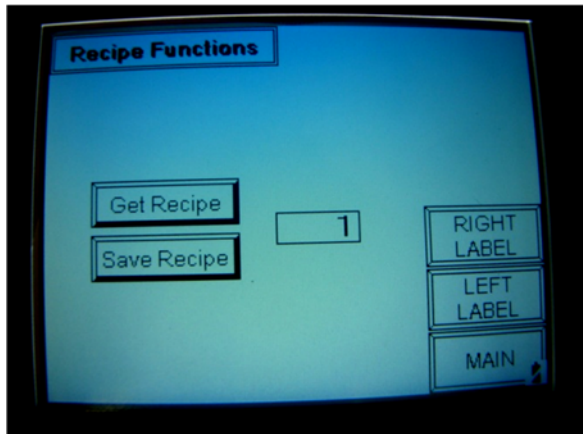 Recipe Functions
Get Recipe
1
Save Recipe
RIGHT
LABEL
LEFT
LABEL
MAIN